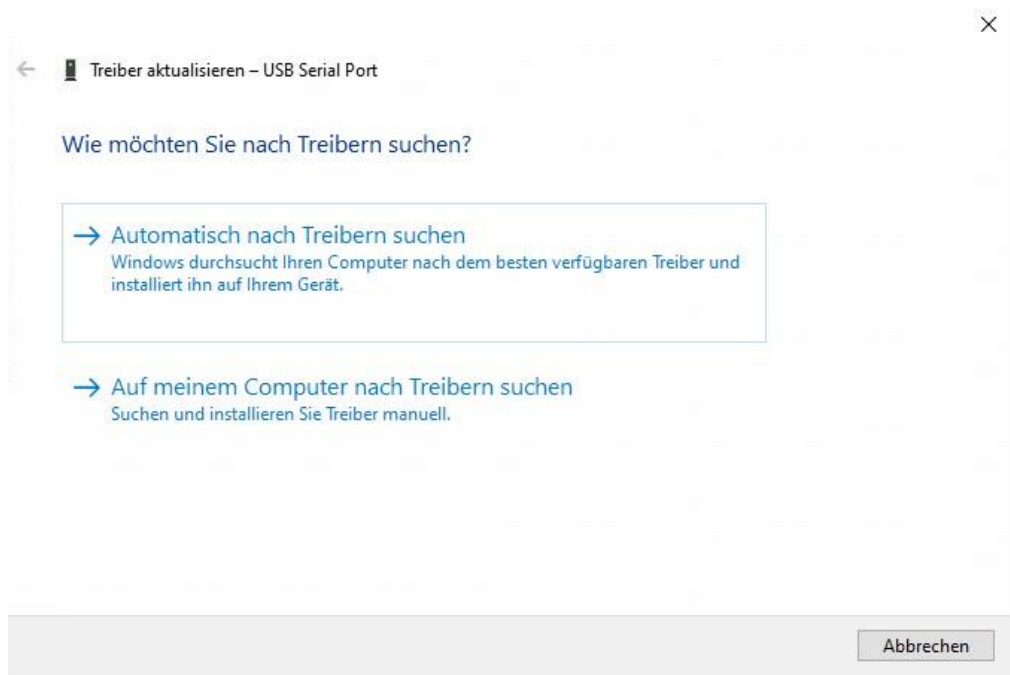 Treiber aktualisieren – USB Serial Port
Wie möchten Sie nach Treibern suchen?
Automatisch nach Treibern suchen
Windows durchsucht Ihren Computer nach dem besten verfügbaren Treiber und
installiert ihn auf Ihrem Gerät.
Auf meinem Computer nach Treibern suchen
Suchen und installieren Sie Treiber manuell.
Abbrechen